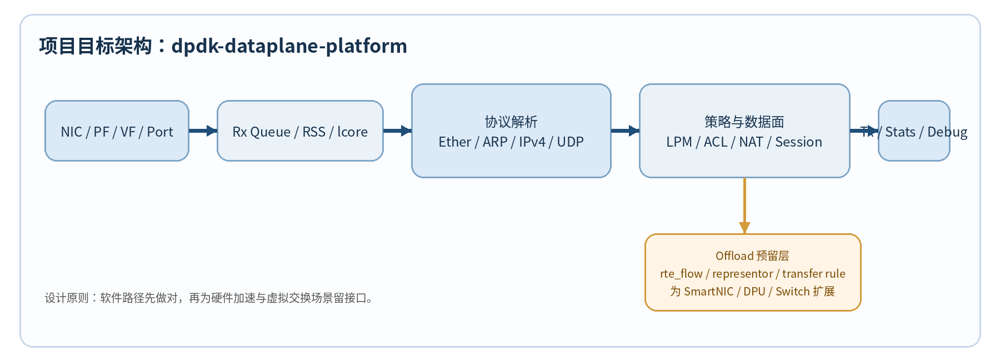 项目目标架构：dpdk-dataplane-platform
NIC / PF / VF / Port
Rx Queue / RSS / lcore
协议解析
Ether / ARP / IPv4 / UDP
策略与数据面
LPM / ACL / NAT / Session
Tx / Stats / Debug
Offload 预留层
rte_flow / representor / transfer rule
为 SmartNIC / DPU / Switch 扩展
设计原则：软件路径先做对，再为硬件加速与虚拟交换场景留接口。